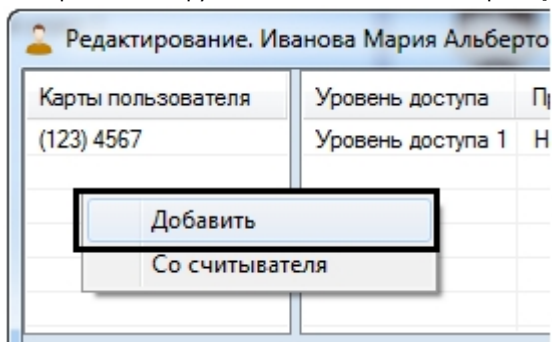 Редактирование. Иванова Мария Альберто
Карты пользователя Уровень доступа
(123) 4567 Уровень доступа 1 Н
Добавить
Со считывателя